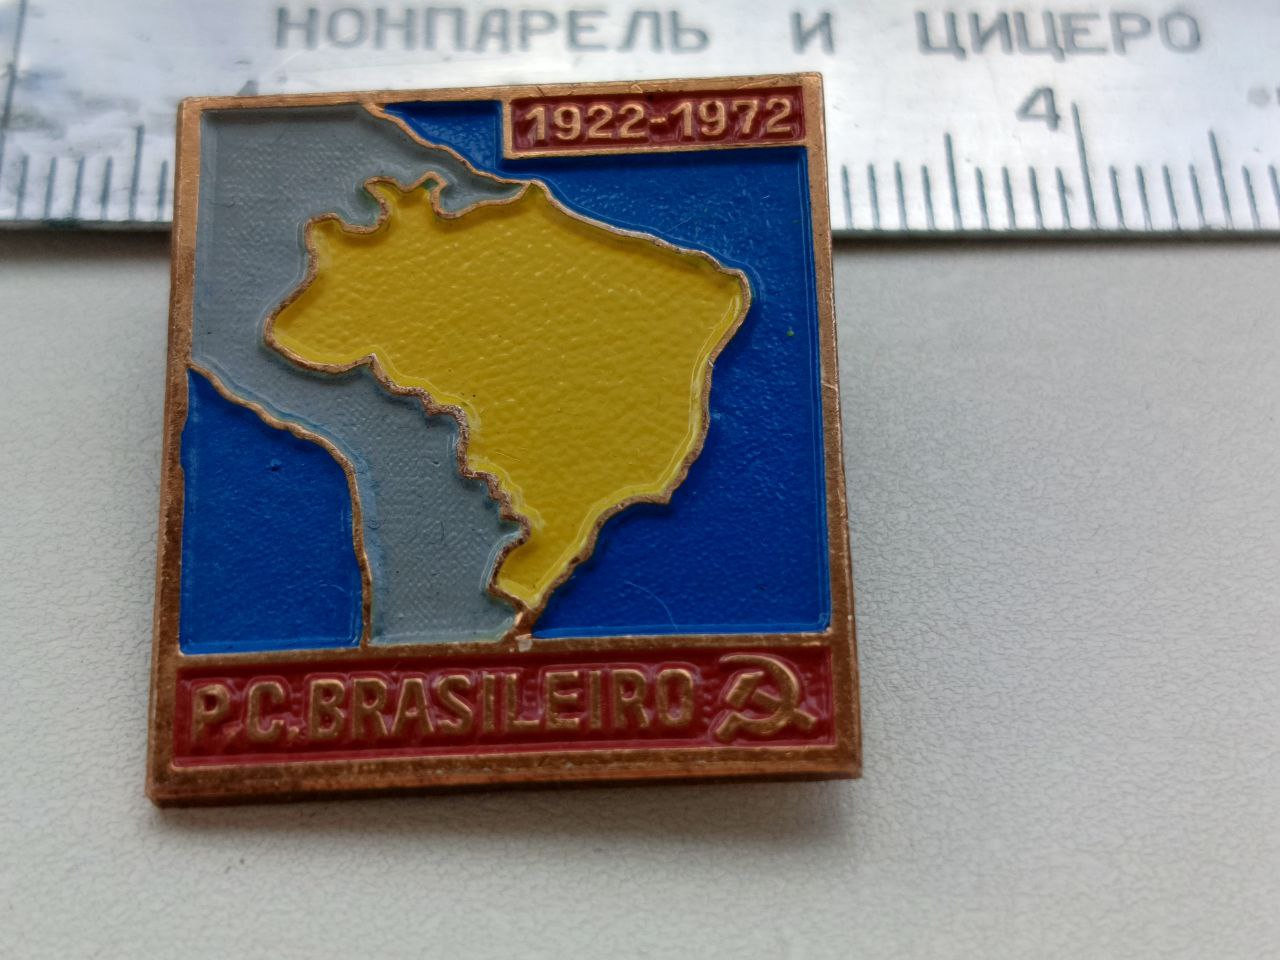 НОНПАРЕЛЬ И ЦИЦЕРО
4
1922-1972
P.C.BRASILEIRO